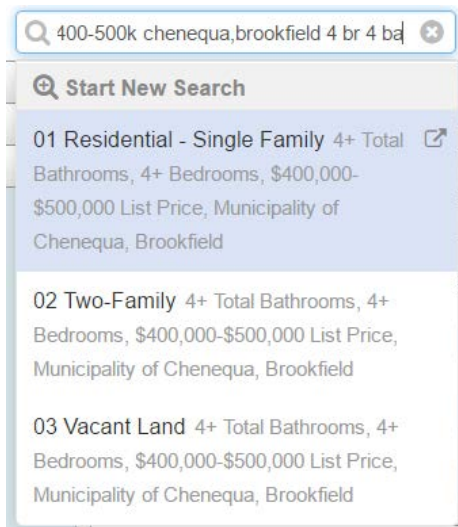 400-500k chenequa,brookfield 4 br 4 ba
Start New Search
01 Residential - Single Family 4+ Total
Bathrooms, 4+ Bedrooms, $400,000-
$500,000 List Price, Municipality of
Chenequa, Brookfield
02 Two-Family 4+ Total Bathrooms, 4+
Bedrooms, $400,000-$500,000 List Price,
Municipality of Chenequa, Brookfield
03 Vacant Land 4+ Total Bathrooms, 4+
Bedrooms, $400,000-$500,000 List Price,
Municipality of Chenequa, Brookfield